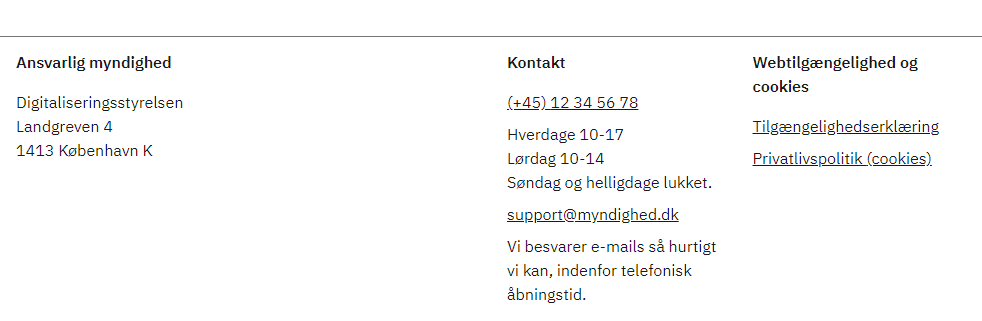 Ansvarlig myndighed
Digitaliseringsstyrelsen
Landgreven 4
1413 København K
Kontakt
(+45) 12 34 56 78
Hverdage 10-17
Lørdag 10-14
Søndag og helligdage lukket.
support@myndighed.dk
Vi besvarer e-mails så hurtigt
vi kan, indenfor telefonisk
åbningstid.
Webtilgængelighed og
cookies
Tilgængelighedserklæring
Privatlivspolitik (cookies)